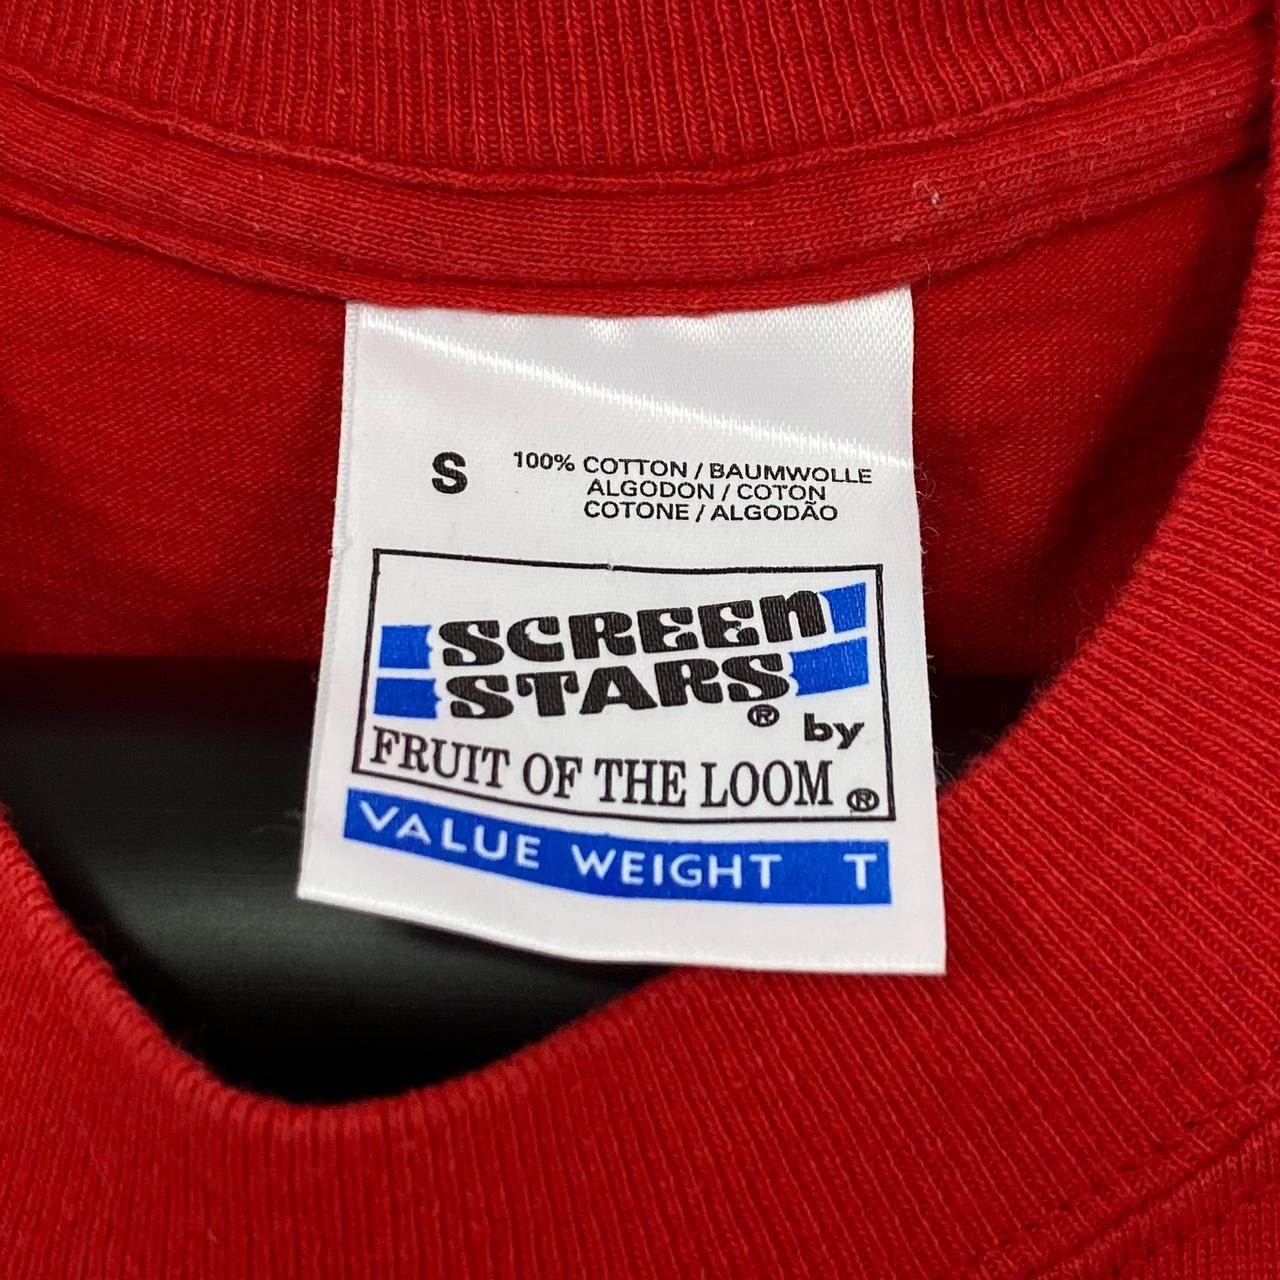 S
100% COTTON / BAUMWOLLE
ALGODON / COTON
COTONE / ALGODÃO
SCREEN
STARS® by
FRUIT OF THE LOOM®
VALUE WEIGHT T